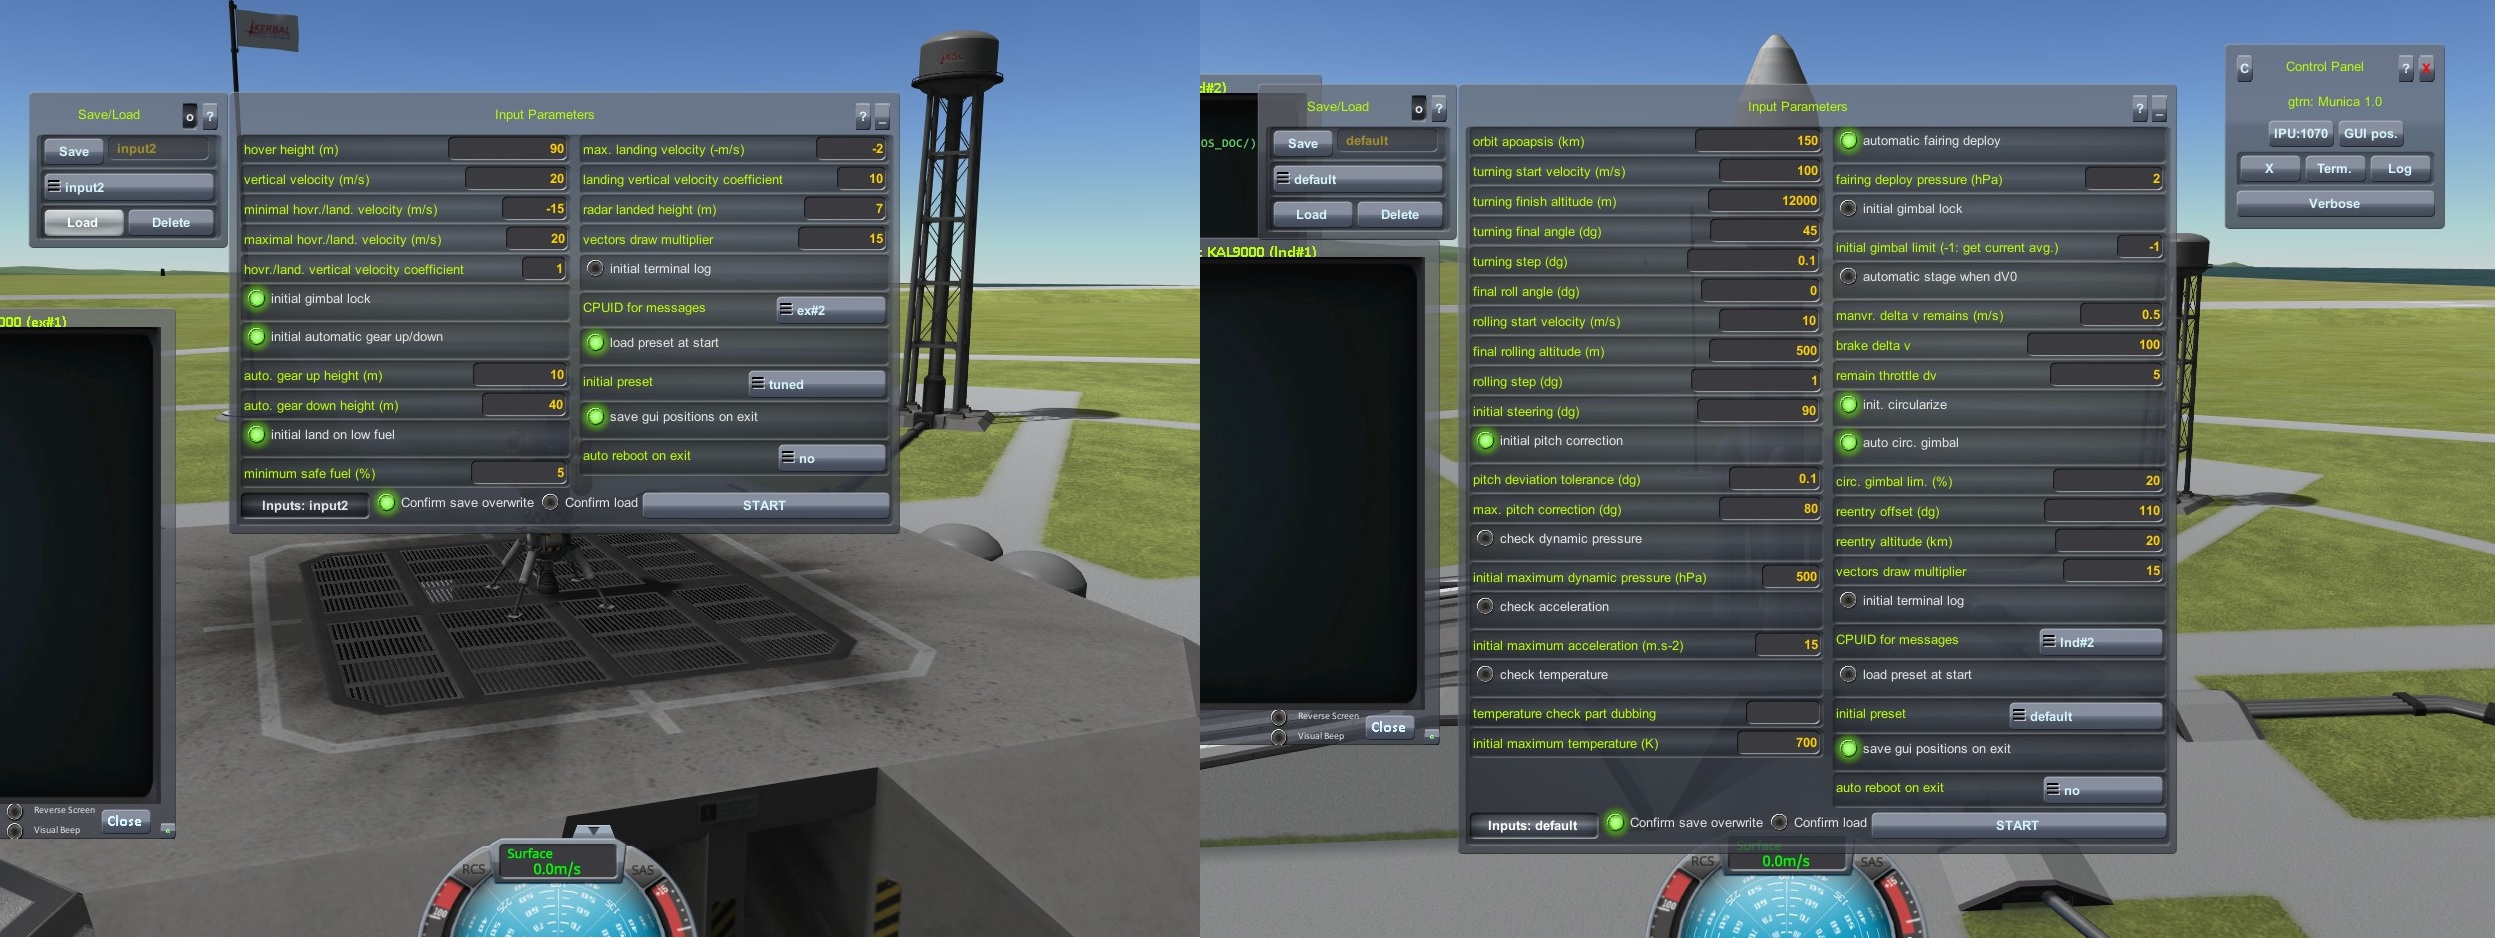 KERBAL
KSC
Save/Load
o
?
Save
input2
input2
Load
Delete
000 (ex#1)
Reverse Screen
Visual Beep
Close
Input Parameters
?
_
hover height (m)
90
vertical velocity (m/s)
20
minimal hovr./land. velocity (m/s)
-15
maximal hovr./land. velocity (m/s)
20
hovr./land. vertical velocity coefficient
1
initial gimbal lock
initial automatic gear up/down
auto. gear up height (m)
10
auto. gear down height (m)
40
initial land on low fuel
minimum safe fuel (%)
5
max. landing velocity (-m/s)
-2
landing vertical velocity coefficient
10
radar landed height (m)
7
vectors draw multiplier
15
initial terminal log
CPUID for messages
ex#2
load preset at start
initial preset
tuned
save gui positions on exit
auto reboot on exit
no
Inputs: input2
Confirm save overwrite
Confirm load
START
RCS
Surface
0.0m/s
SAS
nd#2)
OS_DOC/)
Save/Load
o
?
Save
default
default
Load
Delete
: KAL9000 (lnd#1)
Reverse Screen
Visual Beep
Close
Input Parameters
?
_
orbit apoapsis (km)
150
turning start velocity (m/s)
100
turning finish altitude (m)
12000
turning final angle (dg)
45
turning step (dg)
0.1
final roll angle (dg)
0
rolling start velocity (m/s)
10
final rolling altitude (m)
500
rolling step (dg)
1
initial steering (dg)
90
initial pitch correction
pitch deviation tolerance (dg)
0.1
max. pitch correction (dg)
80
check dynamic pressure
initial maximum dynamic pressure (hPa)
500
check acceleration
initial maximum acceleration (m.s-2)
15
check temperature
temperature check part dubbing
initial maximum temperature (K)
700
automatic fairing deploy
fairing deploy pressure (hPa)
2
initial gimbal lock
initial gimbal limit (-1: get current avg.)
-1
automatic stage when dV0
manvr. delta v remains (m/s)
0.5
brake delta v
100
remain throttle dv
5
init. circularize
auto circ. gimbal
circ. gimbal lim. (%)
20
reentry offset (dg)
110
reentry altitude (km)
20
vectors draw multiplier
15
initial terminal log
CPUID for messages
lnd#2
load preset at start
initial preset
default
save gui positions on exit
auto reboot on exit
no
Inputs: default
Confirm save overwrite
Confirm load
START
RCS
Surface
0.0m/s
SAS
C
Control Panel
?
X
gtrn: Munica 1.0
IPU:1070
GUI pos.
X
Term.
Log
Verbose